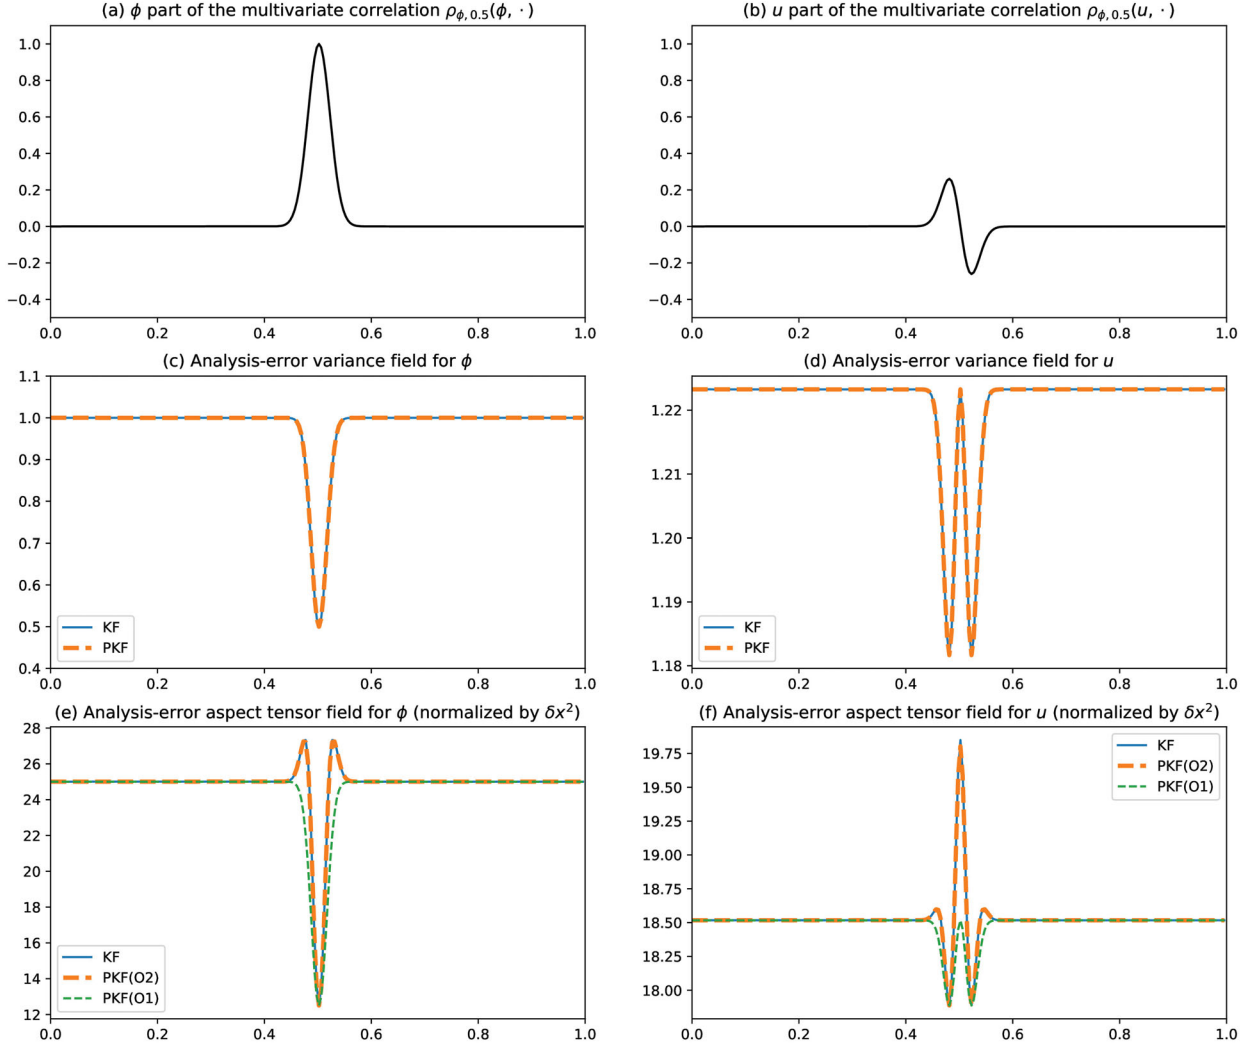 (a) ϕ part of the multivariate correlation ρϕ, 0.5(ϕ, ·)
1.0
0.8
0.6
0.4
0.2
0.0
−0.2
−0.4
0.0 0.2 0.4 0.6 0.8 1.0
(b) u part of the multivariate correlation ρϕ, 0.5(u, ·)
1.0
0.8
0.6
0.4
0.2
0.0
−0.2
−0.4
0.0 0.2 0.4 0.6 0.8 1.0
(c) Analysis-error variance field for ϕ
1.1
1.0
0.9
0.8
0.7
0.6
0.5
0.4
KF
PKF
0.0 0.2 0.4 0.6 0.8 1.0
(d) Analysis-error variance field for u
1.22
1.21
1.20
1.19
1.18
KF
PKF
0.0 0.2 0.4 0.6 0.8 1.0
(e) Analysis-error aspect tensor field for ϕ (normalized by δx²)
28
26
24
22
20
18
16
14
12
KF
PKF(O2)
PKF(O1)
0.0 0.2 0.4 0.6 0.8 1.0
(f) Analysis-error aspect tensor field for u (normalized by δx²)
19.75
19.50
19.25
19.00
18.75
18.50
18.25
18.00
KF
PKF(O2)
PKF(O1)
0.0 0.2 0.4 0.6 0.8 1.0